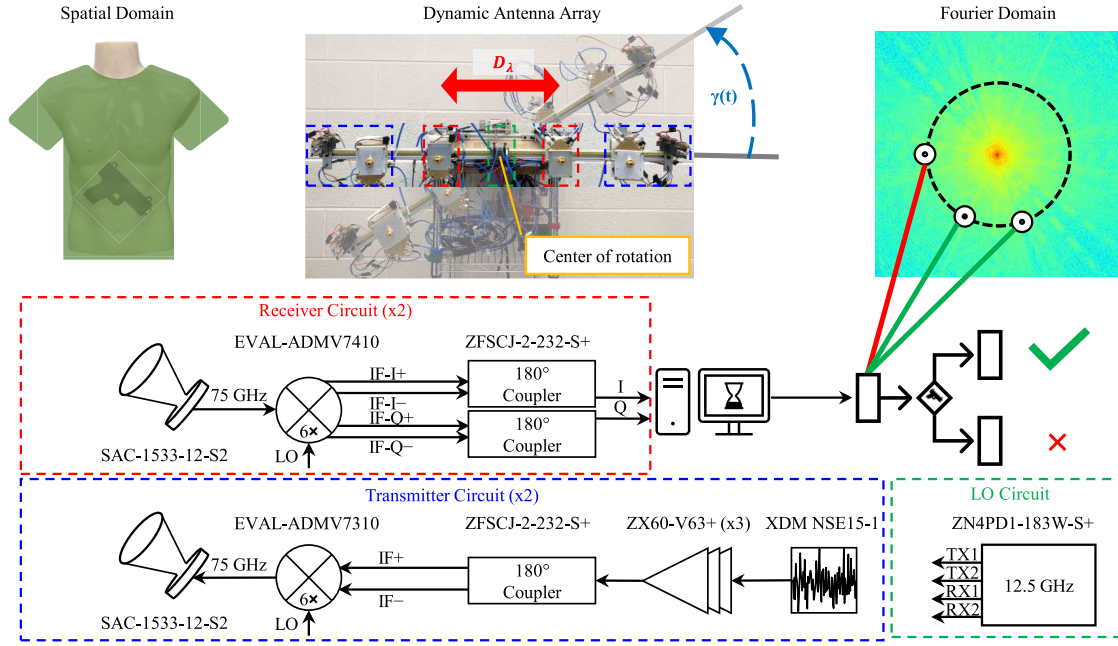 Spatial Domain
Dynamic Antenna Array
Fourier Domain
D_λ
γ(t)
Center of rotation
Receiver Circuit (x2)
EVAL-ADMV7410
ZFSCJ-2-232-S+
75 GHz
6×
LO
SAC-1533-12-S2
IF-I+
IF-I−
IF-Q+
IF-Q−
180°
Coupler
180°
Coupler
I
Q
Transmitter Circuit (x2)
EVAL-ADMV7310
ZFSCJ-2-232-S+
ZX60-V63+ (x3)
XDM NSE15-1
75 GHz
6×
LO
SAC-1533-12-S2
IF+
IF−
180°
Coupler
LO Circuit
ZN4PD1-183W-S+
TX1
TX2
RX1
RX2
12.5 GHz